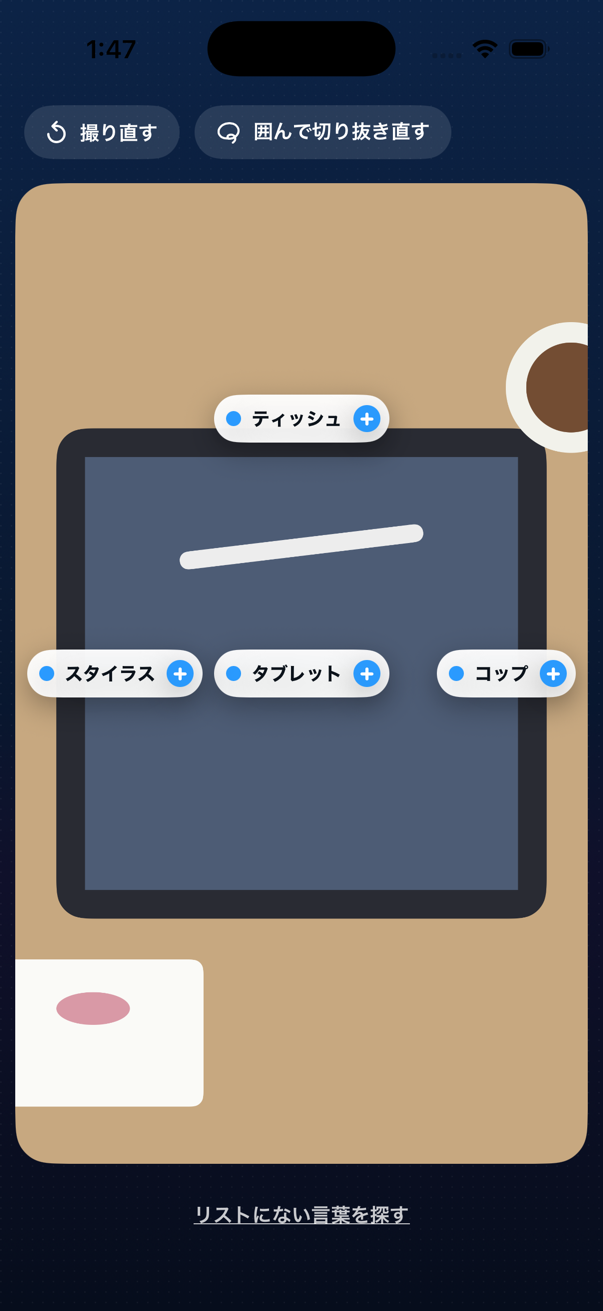 1:47
撮り直す
囲んで切り抜き直す
ティッシュ
スタイラス
タブレット
コップ
リストにない言葉を探す